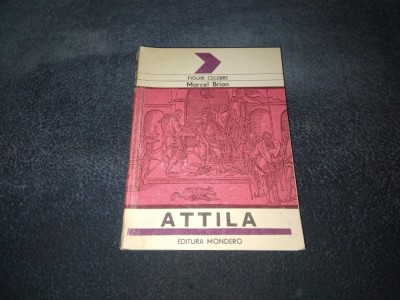 FIGURI CELEBRE
Marcel Brion
ATTILA
EDITURA MONDERO